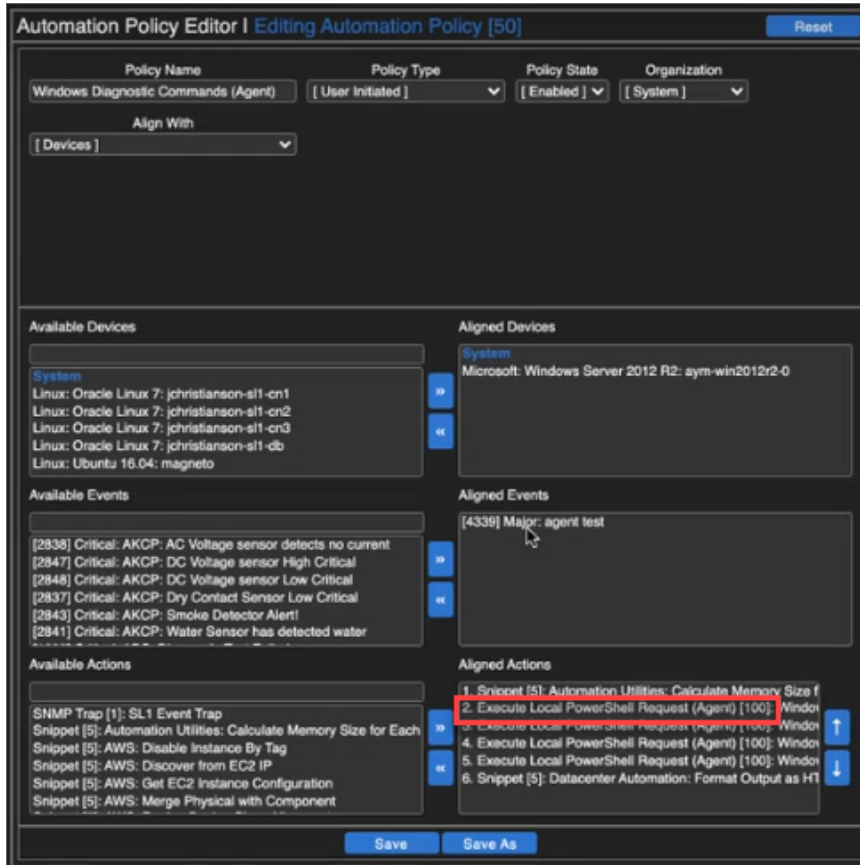 Automation Policy Editor | Editing Automation Policy [50] Reset
Policy Name Policy Type Policy State Organization
Windows Diagnostic Commands (Agent) [ User Initiated ] [ Enabled ] [ System ]
Align With
[ Devices ]
Available Devices Aligned Devices
System
Linux: Oracle Linux 7: jchristianson-sl1-cn1
Linux: Oracle Linux 7: jchristianson-sl1-cn2
Linux: Oracle Linux 7: jchristianson-sl1-cn3
Linux: Oracle Linux 7: jchristianson-sl1-db
Linux: Ubuntu 16.04: magneto
»
«
System
Microsoft: Windows Server 2012 R2: aym-win2012r2-0
Available Events Aligned Events
[2838] Critical: AKCP: AC Voltage sensor detects no current
[2847] Critical: AKCP: DC Voltage sensor High Critical
[2848] Critical: AKCP: DC Voltage sensor Low Critical
[2837] Critical: AKCP: Dry Contact Sensor Low Critical
[2843] Critical: AKCP: Smoke Detector Alert!
[2841] Critical: AKCP: Water Sensor has detected water
»
«
[4339] Major: agent test
Available Actions Aligned Actions
SNMP Trap [1]: SL1 Event Trap
Snippet [5]: Automation Utilities: Calculate Memory Size for Each
Snippet [5]: AWS: Disable Instance By Tag
Snippet [5]: AWS: Discover from EC2 IP
Snippet [5]: AWS: Get EC2 Instance Configuration
Snippet [5]: AWS: Merge Physical with Component
»
«
1. Snippet [5]: Automation Utilities: Calculate Memory Size f
2. Execute Local PowerShell Request (Agent) [100]: Window
3. Execute Local PowerShell Request (Agent) [100]: Window
4. Execute Local PowerShell Request (Agent) [100]: Window
5. Execute Local PowerShell Request (Agent) [100]: Window
6. Snippet [5]: Datacenter Automation: Format Output as HT
Save Save As